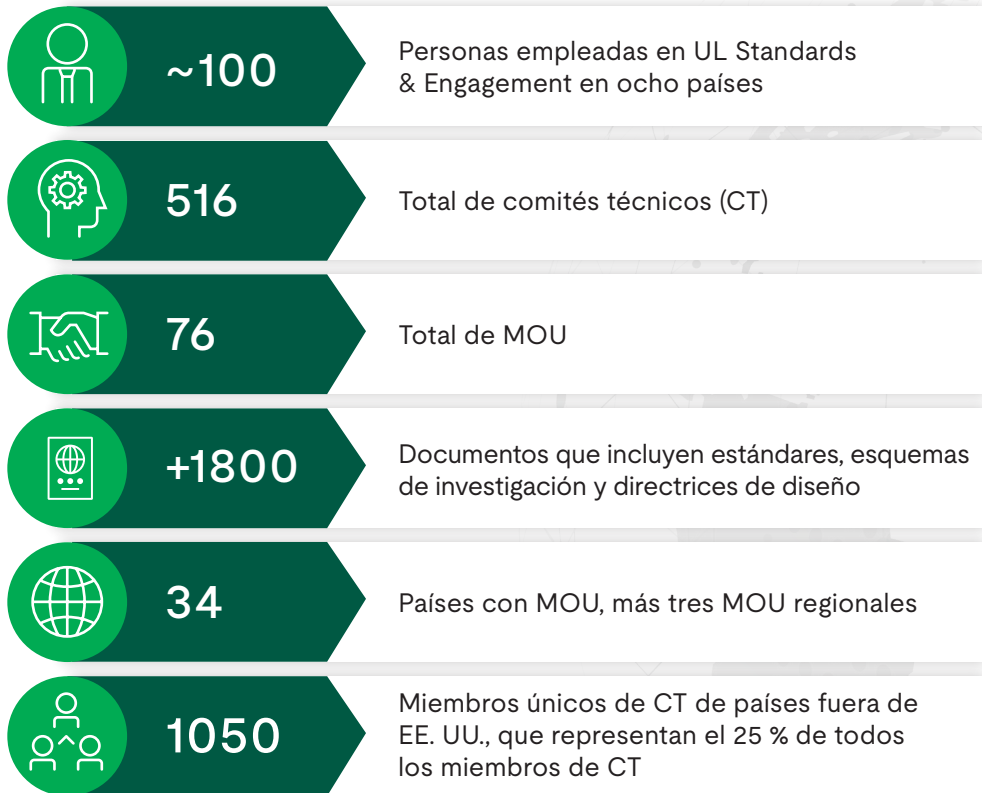 ~100
Personas empleadas en UL Standards
& Engagement en ocho países
516
Total de comités técnicos (CT)
76
Total de MOU
+1800
Documentos que incluyen estándares, esquemas
de investigación y directrices de diseño
34
Países con MOU, más tres MOU regionales
1050
Miembros únicos de CT de países fuera de
EE. UU., que representan el 25 % de todos
los miembros de CT